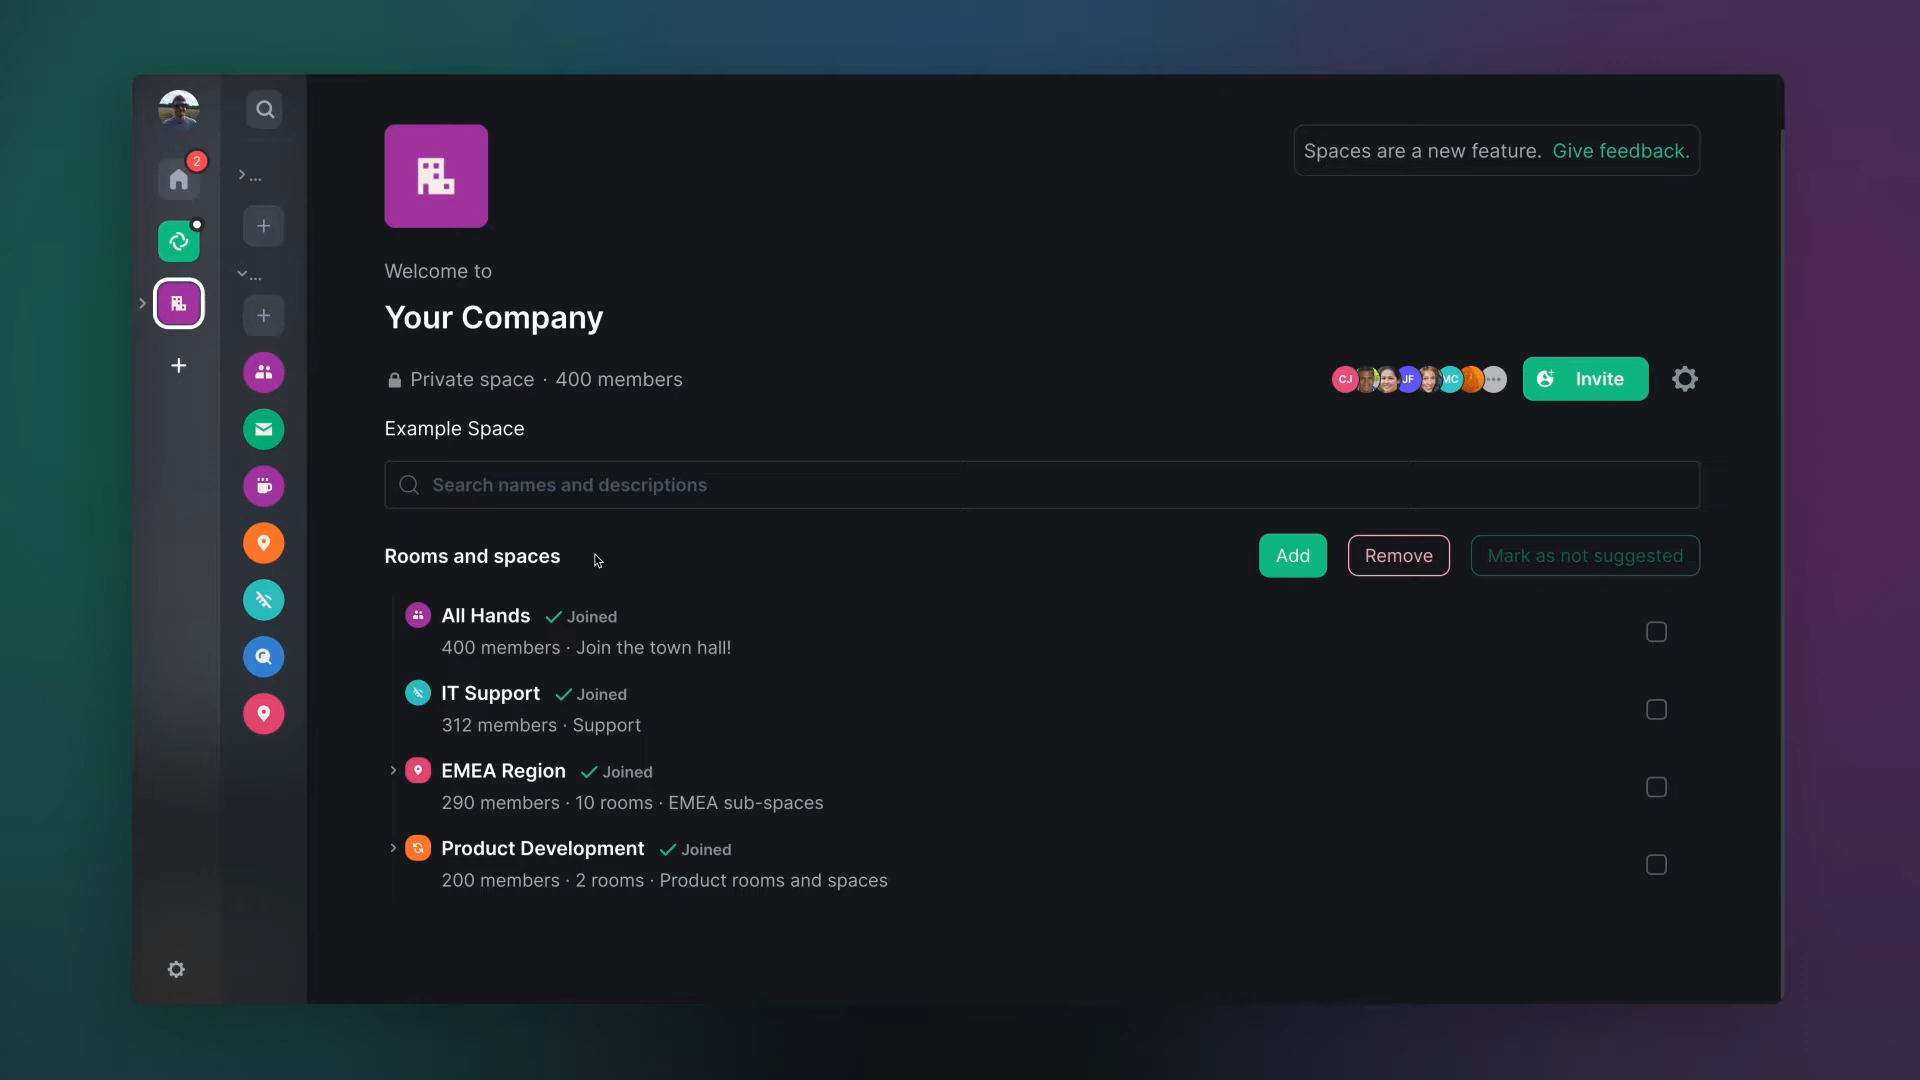 2
...
...
Spaces are a new feature. Give feedback.
Welcome to
Your Company
Private space · 400 members
CJ
JF
MC
Invite
Example Space
Search names and descriptions
Rooms and spaces
Add
Remove
Mark as not suggested
All Hands Joined
400 members · Join the town hall!
IT Support Joined
312 members · Support
EMEA Region Joined
290 members · 10 rooms · EMEA sub-spaces
Product Development Joined
200 members · 2 rooms · Product rooms and spaces